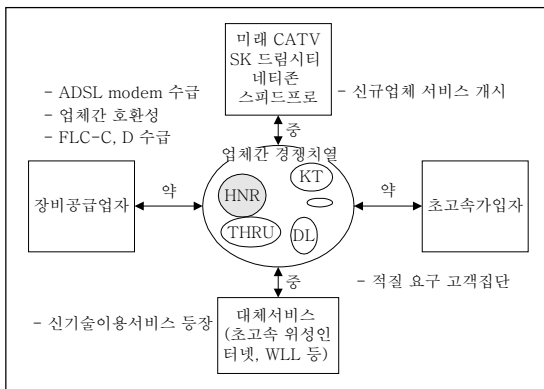 미래 CATV
SK 드림시티
네티존
스피드프로
- ADSL modem 수급
- 업체간 호환성
- FLC-C, D 수급
- 신규업체 서비스 개시
중
업체간 경쟁치열
장비공급업자
약
HNR
KT
THRU
DL
약
초고속가입자
중
- 적질 요구 고객집단
- 신기술이용서비스 등장
대체서비스
(초고속 위성인
터넷, WLL 등)